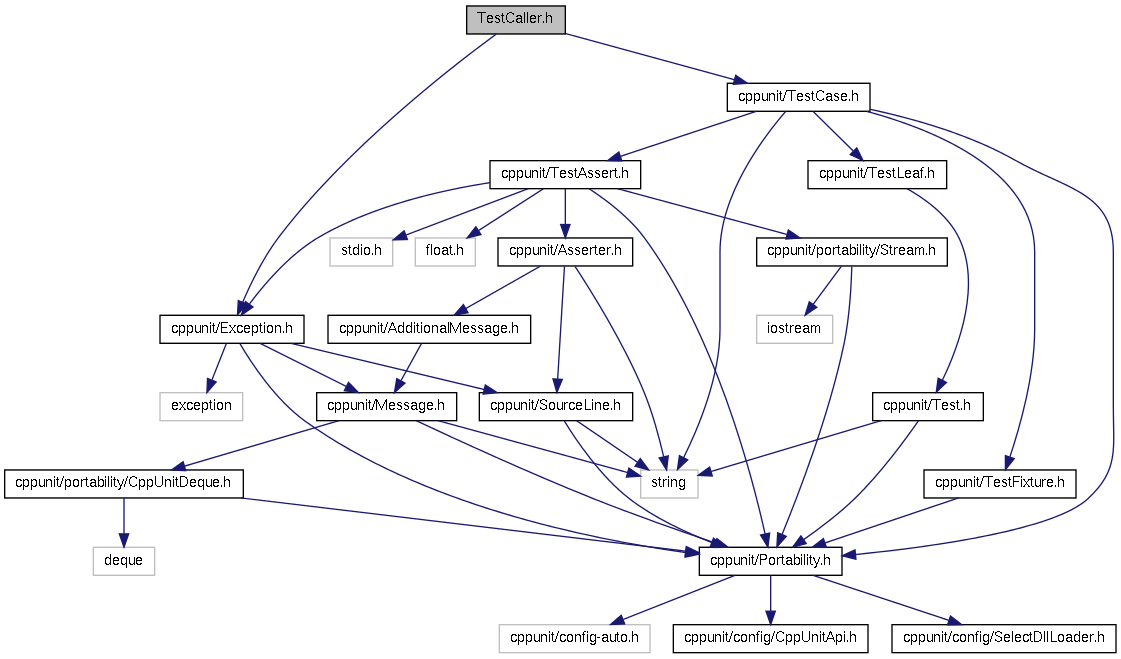 TestCaller.h
cppunit/TestCase.h
cppunit/TestAssert.h
cppunit/TestLeaf.h
stdio.h
float.h
cppunit/Asserter.h
cppunit/portability/Stream.h
cppunit/Exception.h
cppunit/AdditionalMessage.h
iostream
exception
cppunit/Message.h
cppunit/SourceLine.h
cppunit/Test.h
cppunit/portability/CppUnitDeque.h
string
cppunit/TestFixture.h
deque
cppunit/Portability.h
cppunit/config-auto.h
cppunit/config/CppUnitApi.h
cppunit/config/SelectDllLoader.h